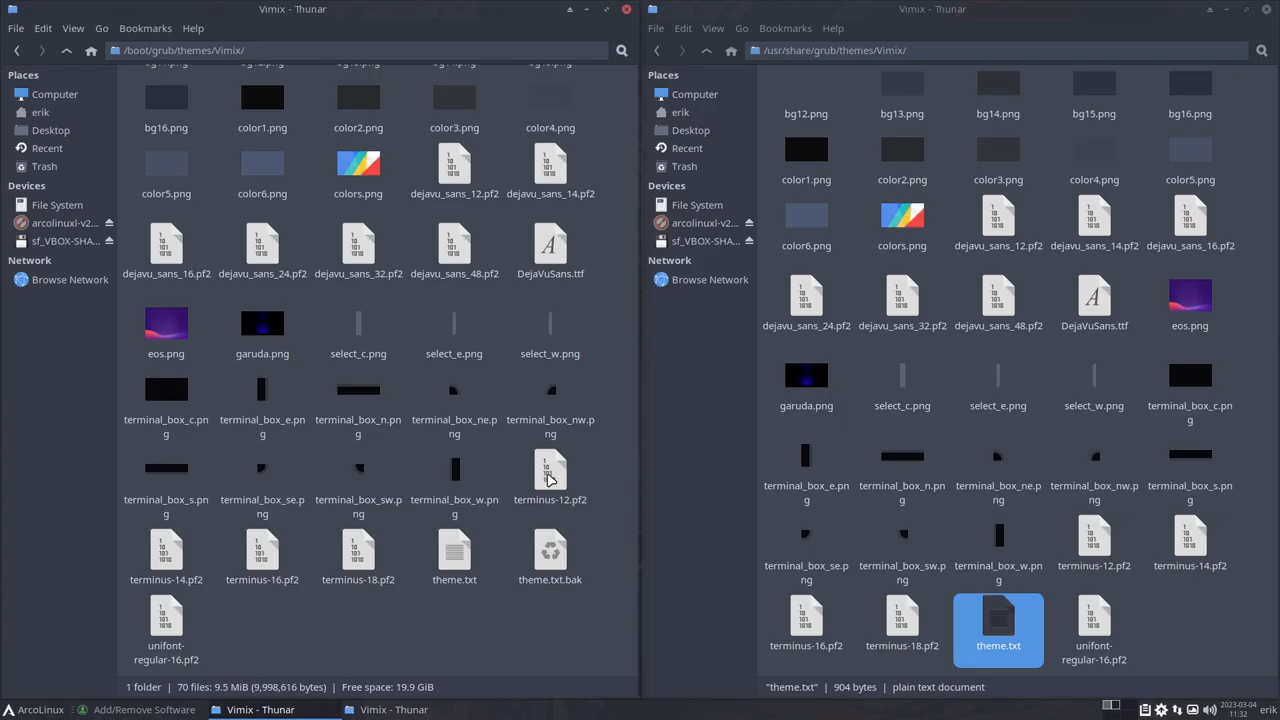 Vimix - Thunar
File Edit View Go Bookmarks Help
/boot/grub/themes/Vimix/
Places
Computer
erik
Desktop
Recent
Trash
Devices
File System
arcolinuxl-v2...
sf_VBOX-SHA...
Network
Browse Network
bg16.png color1.png color2.png color3.png color4.png
color5.png color6.png colors.png dejavu_sans_12.pf2 dejavu_sans_14.pf2
dejavu_sans_16.pf2 dejavu_sans_24.pf2 dejavu_sans_32.pf2 dejavu_sans_48.pf2 DejaVuSans.ttf
eos.png garuda.png select_c.png select_e.png select_w.png
terminal_box_c.pn terminal_box_e.pn terminal_box_n.pn terminal_box_ne.p terminal_box_nw.p
g g g ng ng
terminal_box_s.pn terminal_box_se.p terminal_box_sw.p terminal_box_w.pn terminus-12.pf2
g ng ng g
terminus-14.pf2 terminus-16.pf2 terminus-18.pf2 theme.txt theme.txt.bak
unifont-
regular-16.pf2
1 folder | 70 files: 9.5 MiB (9,998,616 bytes) | Free space: 19.9 GiB
Vimix - Thunar
File Edit View Go Bookmarks Help
/usr/share/grub/themes/Vimix/
Places
Computer
erik
Desktop
Recent
Trash
Devices
File System
arcolinuxl-v2...
sf_VBOX-SHA...
Network
Browse Network
bg12.png bg13.png bg14.png bg15.png bg16.png
color1.png color2.png color3.png color4.png color5.png
color6.png colors.png dejavu_sans_12.pf2 dejavu_sans_14.pf2 dejavu_sans_16.pf2
dejavu_sans_24.pf2 dejavu_sans_32.pf2 dejavu_sans_48.pf2 DejaVuSans.ttf eos.png
garuda.png select_c.png select_e.png select_w.png terminal_box_c.pn
g
terminal_box_e.pn terminal_box_n.pn terminal_box_ne.p terminal_box_nw.p terminal_box_s.pn
g g ng ng g
terminal_box_se.p terminal_box_sw.p terminal_box_w.pn terminus-12.pf2 terminus-14.pf2
ng ng g
terminus-16.pf2 terminus-18.pf2 theme.txt unifont-
regular-16.pf2
"theme.txt" | 904 bytes | plain text document
ArcoLinux Add/Remove Software Vimix - Thunar Vimix - Thunar
2023-03-04
11:32
erik